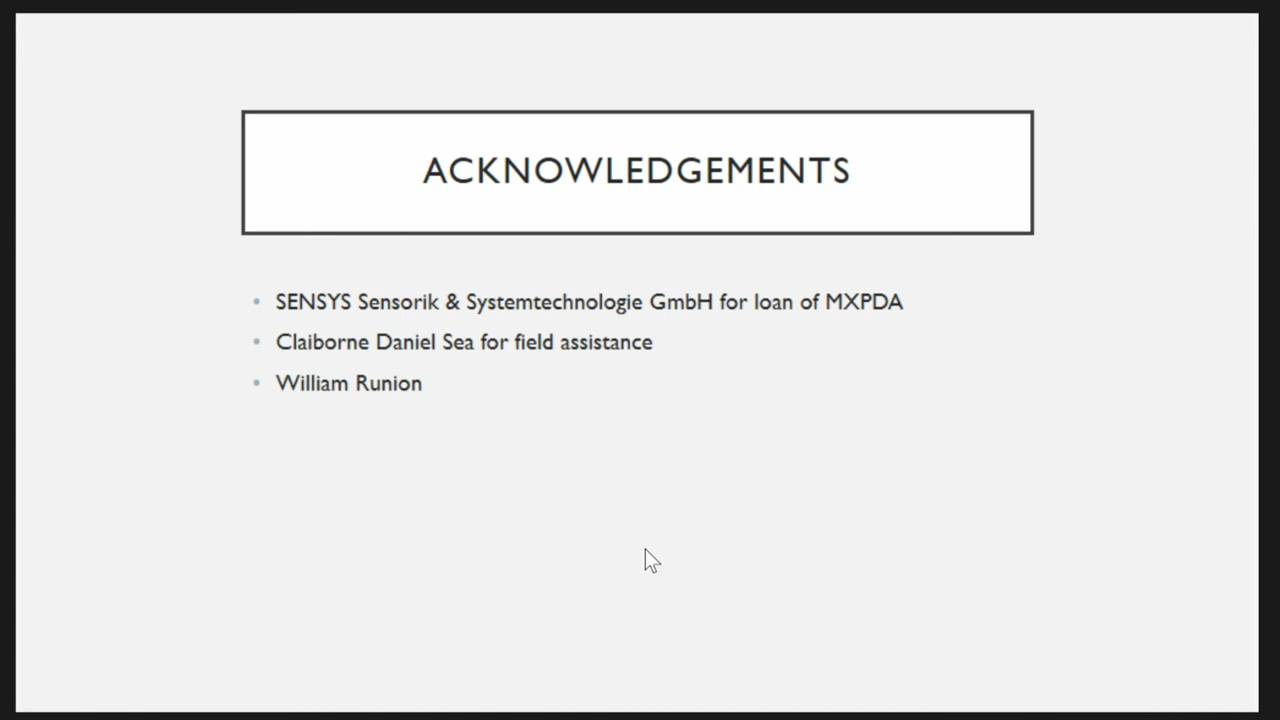 ACKNOWLEDGEMENTS
• SENSYS Sensorik & Systemtechnologie GmbH for loan of MXPDA
• Claiborne Daniel Sea for field assistance
• William Runion